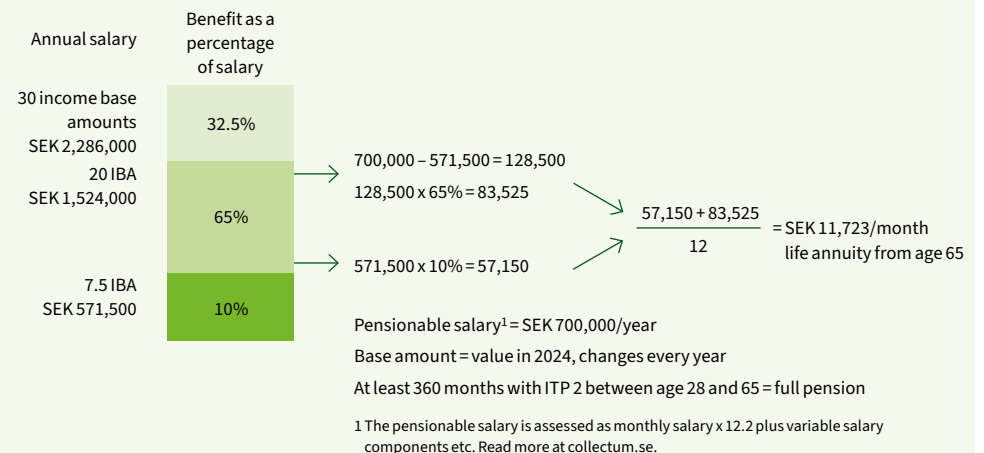 Annual salary
Benefit as a
percentage
of salary
30 income base
amounts
SEK 2,286,000
32.5%
20 IBA
SEK 1,524,000
65%
7.5 IBA
SEK 571,500
10%
700,000 – 571,500 = 128,500
128,500 x 65% = 83,525
571,500 x 10% = 57,150
57,150 + 83,525
12
= SEK 11,723/month
life annuity from age 65
Pensionable salary¹ = SEK 700,000/year
Base amount = value in 2024, changes every year
At least 360 months with ITP 2 between age 28 and 65 = full pension
1 The pensionable salary is assessed as monthly salary x 12.2 plus variable salary
components etc. Read more at collectum.se.